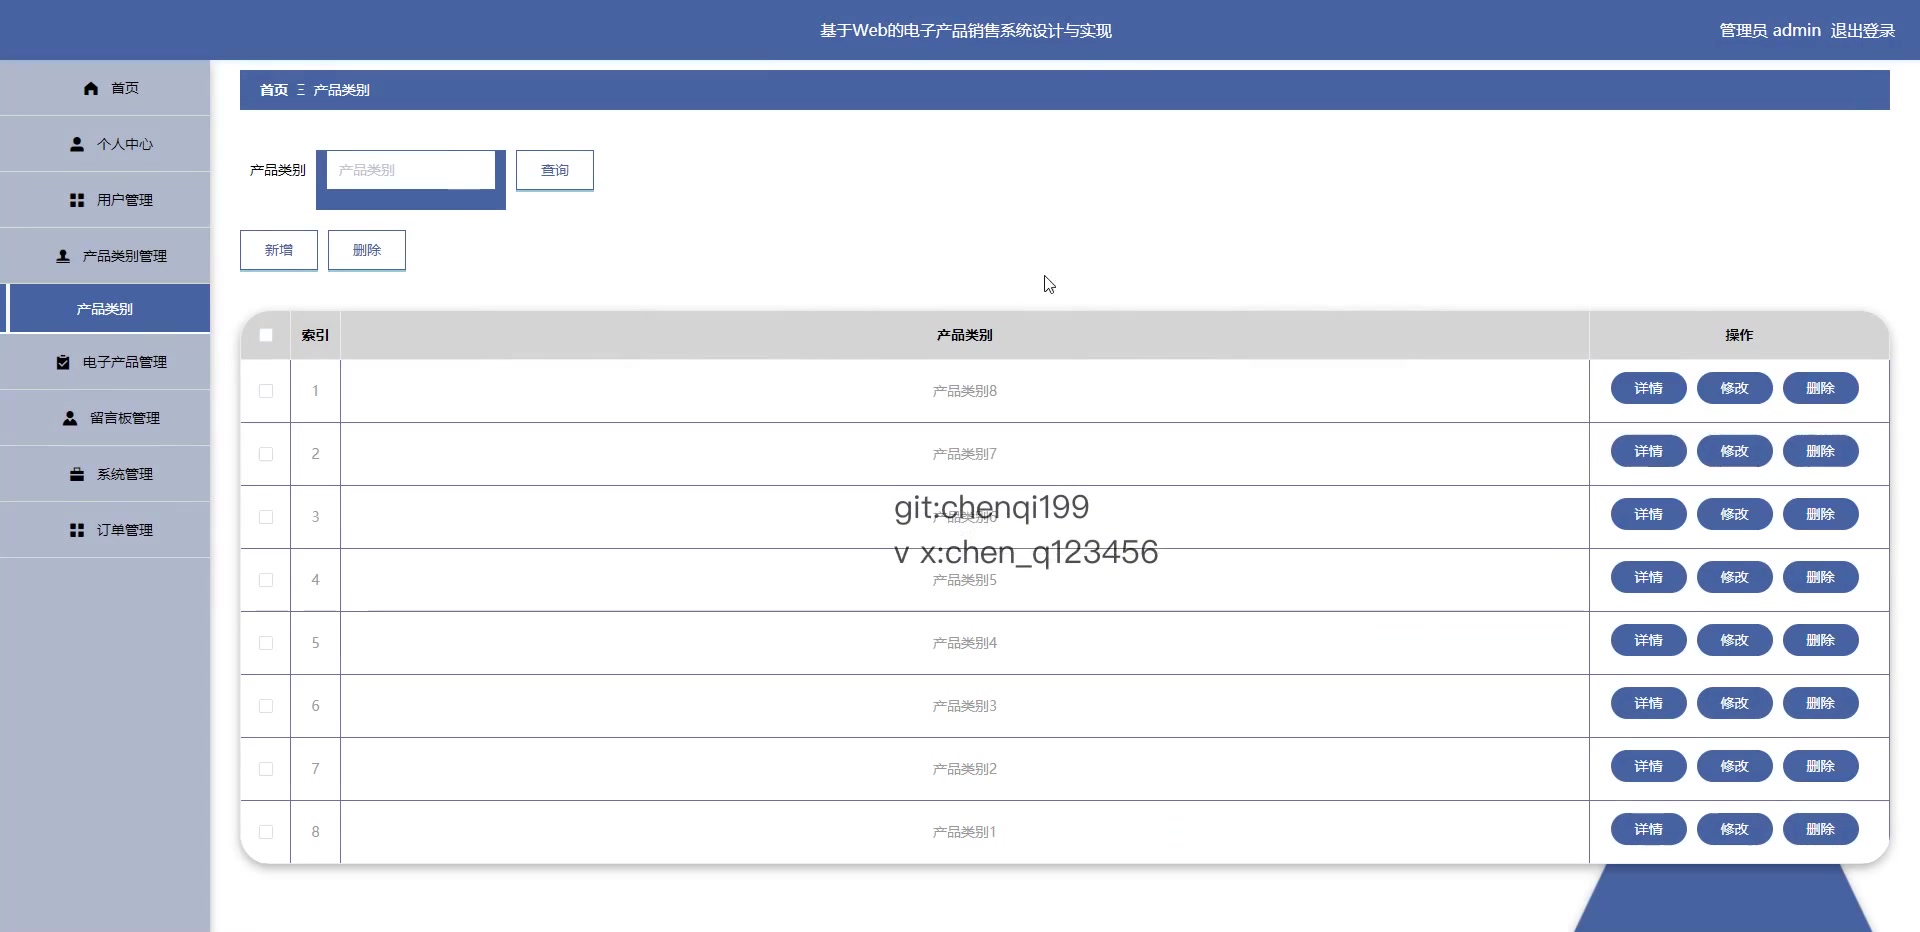 基于Web的电子产品销售系统设计与实现
管理员 admin 退出登录
首页
个人中心
用户管理
产品类别管理
产品类别
电子产品管理
留言板管理
系统管理
订单管理
首页 Ξ 产品类别
产品类别 产品类别 查询
新增 删除
索引 产品类别 操作
1 产品类别8 详情 修改 删除
2 产品类别7 详情 修改 删除
git:chenqi199
3 产品类别6 详情 修改 删除
v x:chen_q123456
4 产品类别5 详情 修改 删除
5 产品类别4 详情 修改 删除
6 产品类别3 详情 修改 删除
7 产品类别2 详情 修改 删除
8 产品类别1 详情 修改 删除